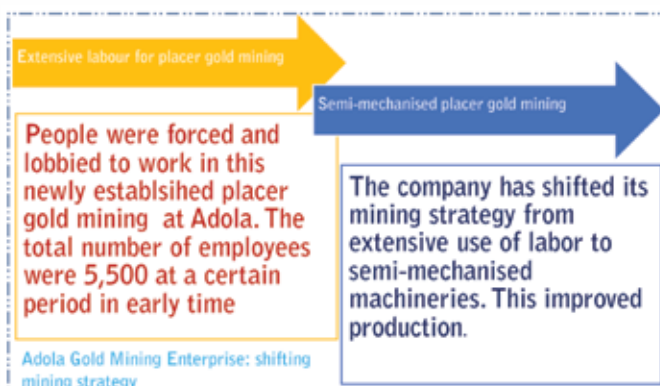 Extensive labour for placer gold mining
People were forced and
lobbied to work in this
newly establsihed placer
gold mining at Adola. The
total number of employees
were 5,500 at a certain
period in early time
Semi-mechanised placer gold mining
The company has shifted its
mining strategy from
extensive use of labor to
semi-mechanised
machineries. This improved
production.
Adola Gold Mining Enterprise: shifting
mining strategy